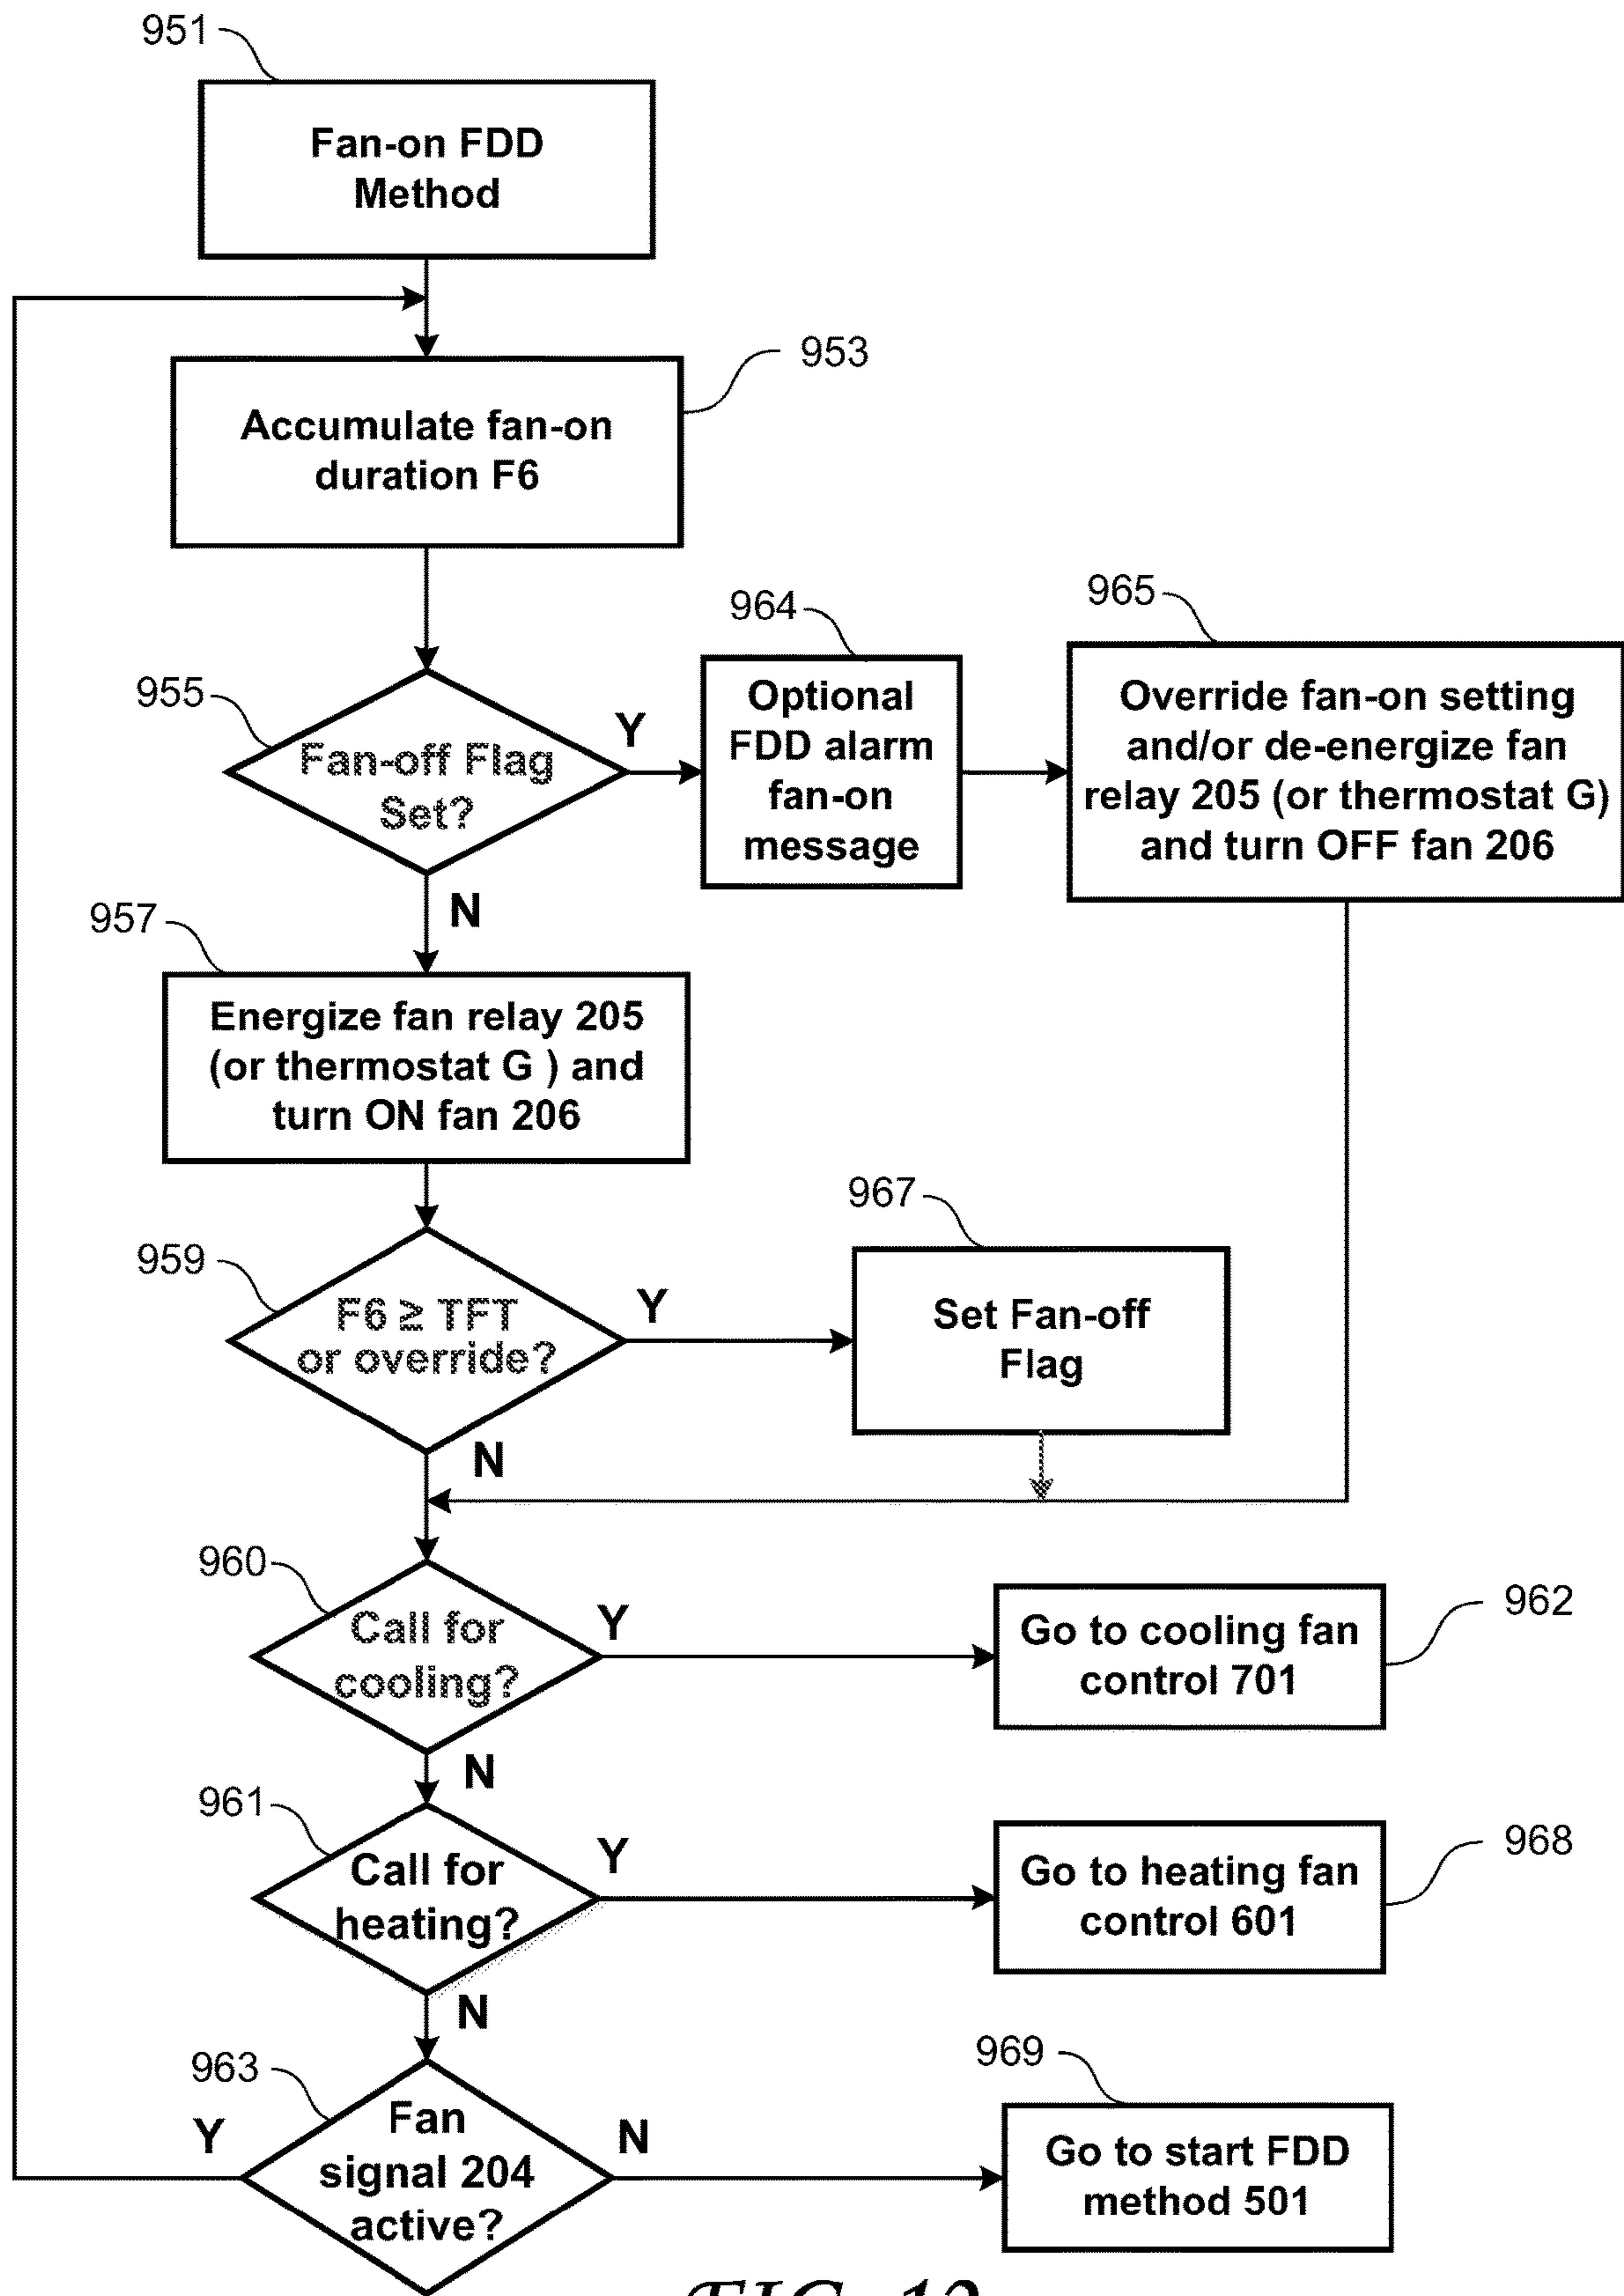 951
Fan-on FDD
Method
953
Accumulate fan-on
duration F6
955
Fan-off Flag
Set?
Y
N
964
Optional
FDD alarm
fan-on
message
965
Override fan-on setting
and/or de-energize fan
relay 205 (or thermostat G)
and turn OFF fan 206
957
Energize fan relay 205
(or thermostat G ) and
turn ON fan 206
959
F6 ≥ TFT
or override?
Y
N
967
Set Fan-off
Flag
960
Call for
cooling?
Y
N
Go to cooling fan
control 701
962
961
Call for
heating?
Y
N
Go to heating fan
control 601
968
963
Fan
signal 204
active?
Y
N
969
Go to start FDD
method 501